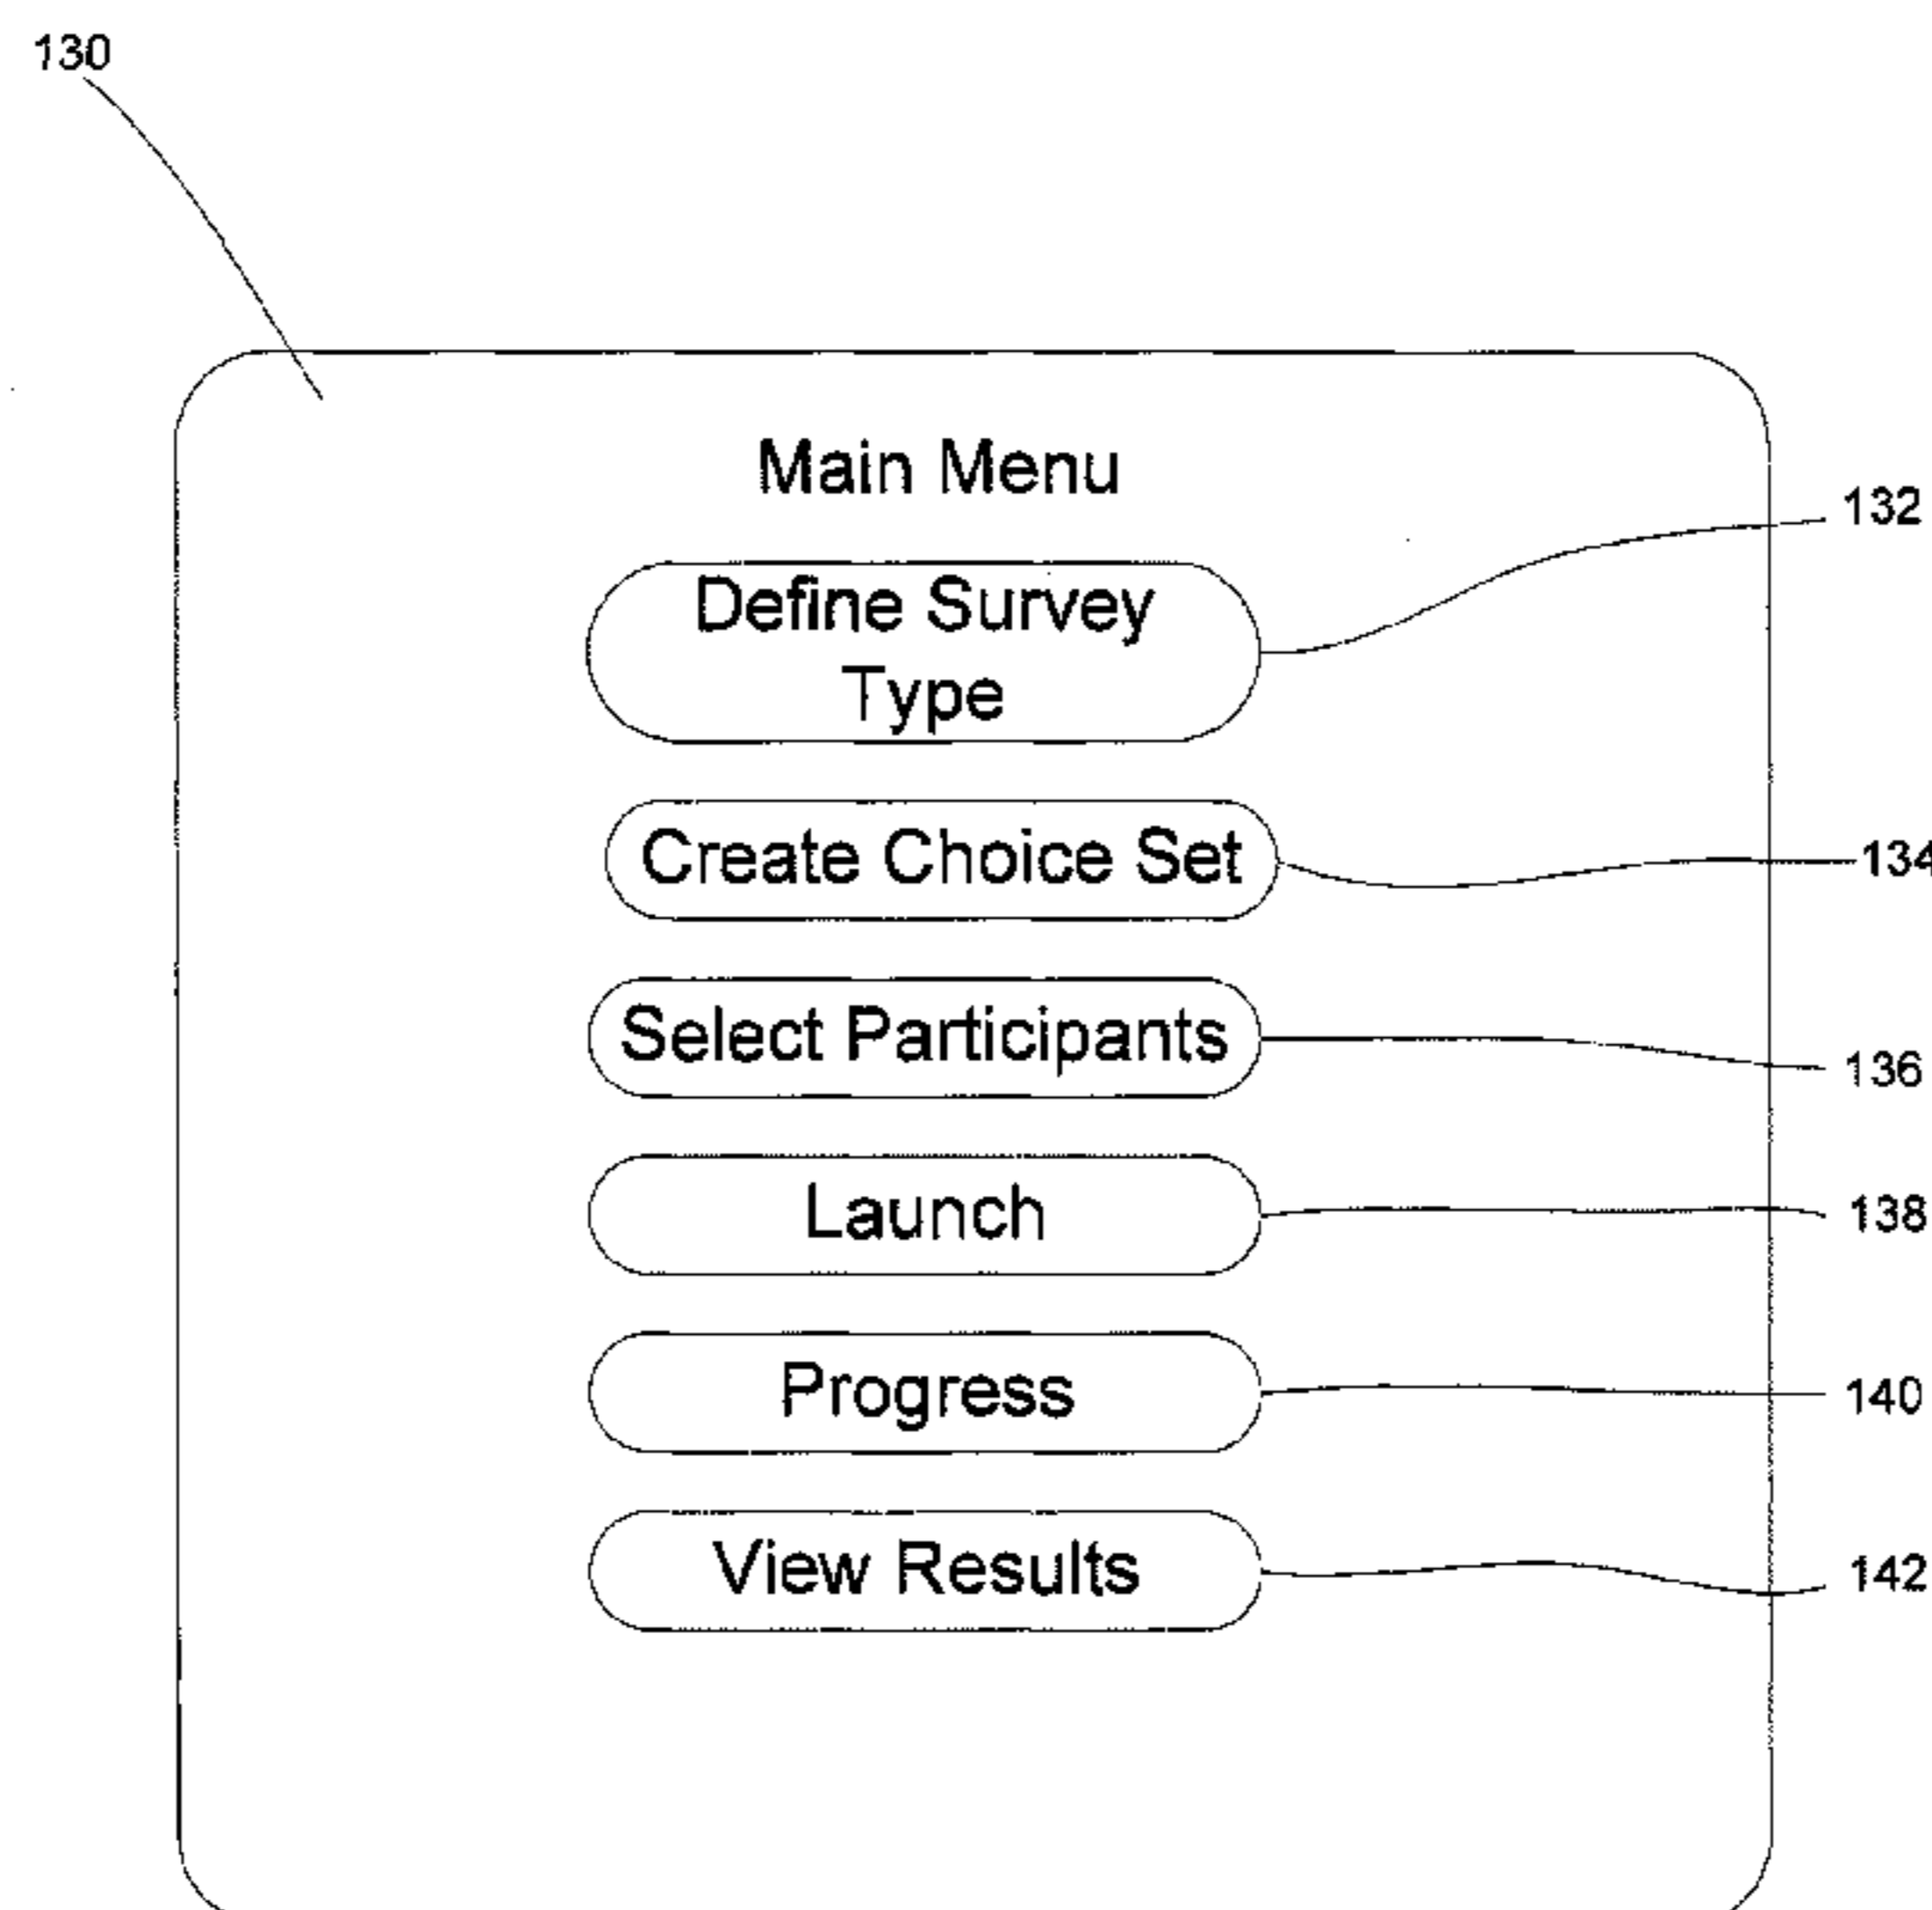 130
Main Menu
132
Define Survey
Type
Create Choice Set
134
Select Participants
136
Launch
138
Progress
140
View Results
142